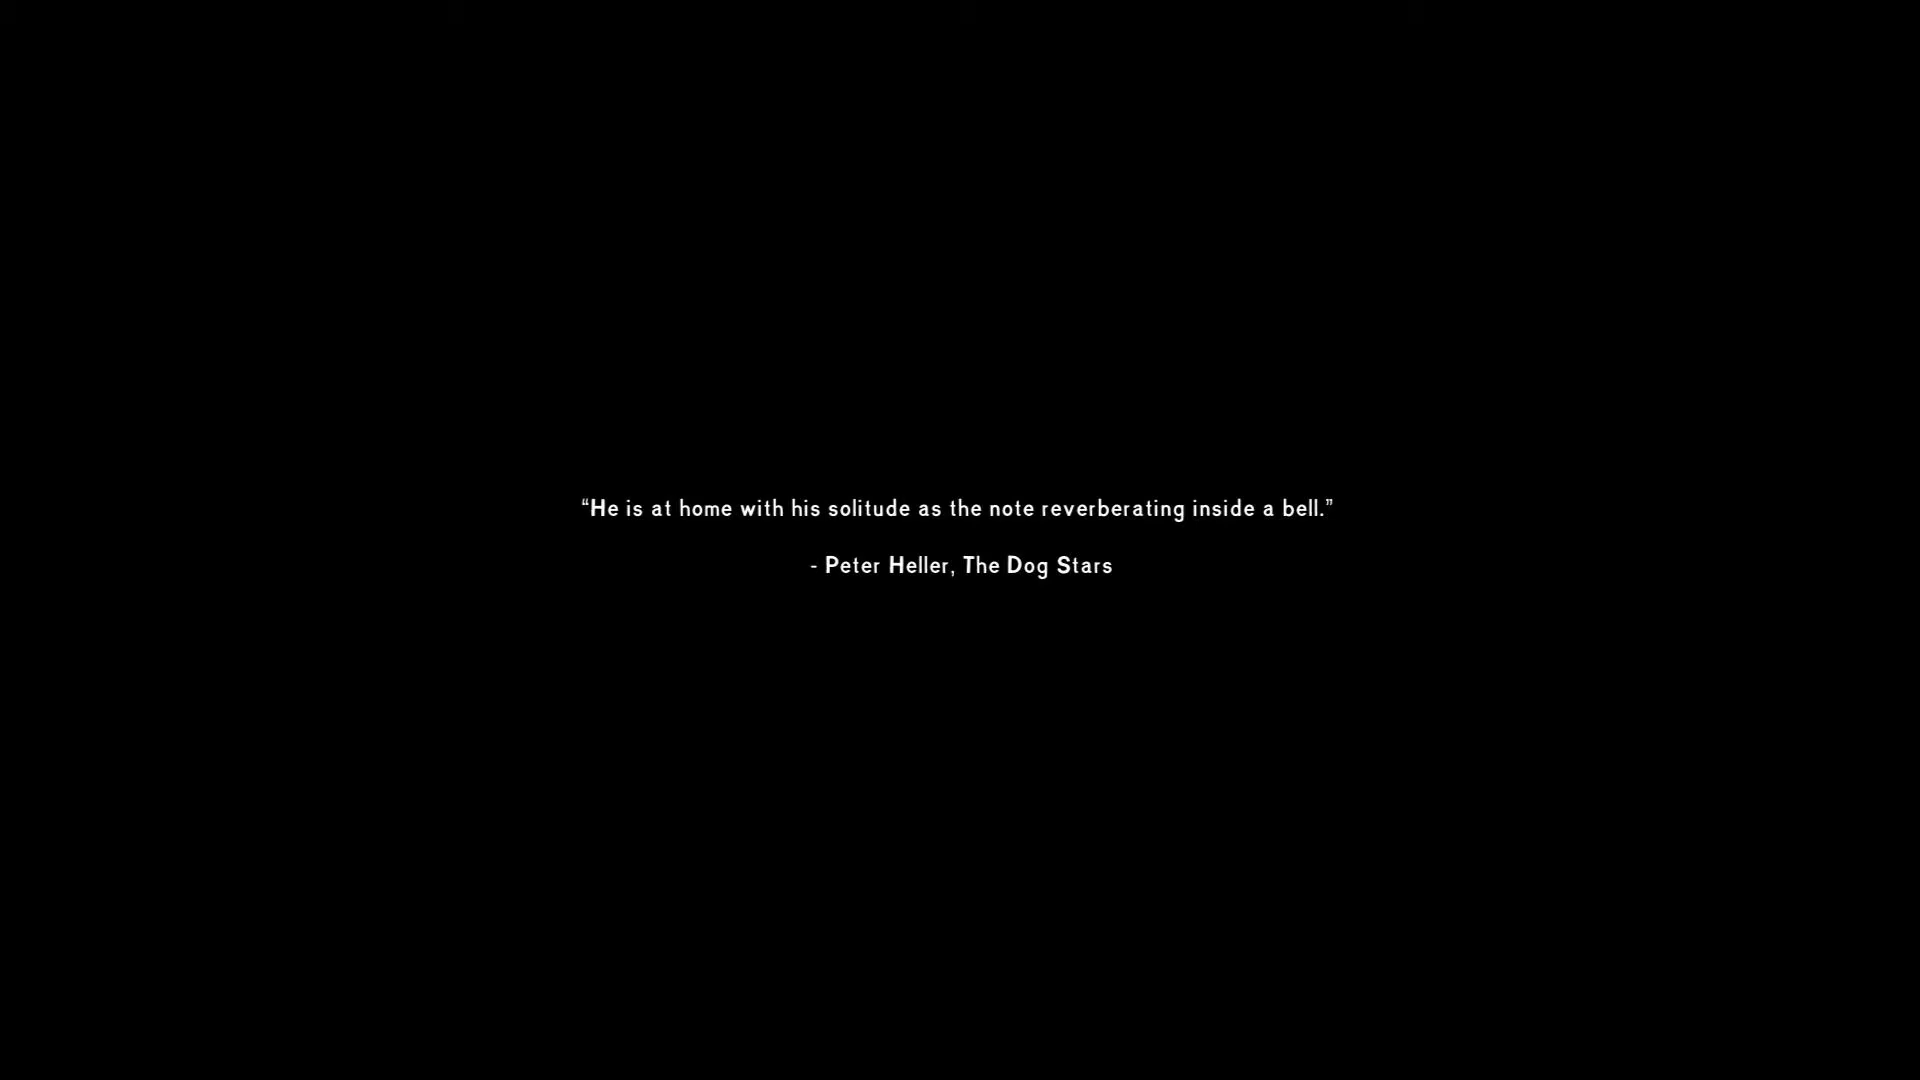 “He is at home with his solitude as the note reverberating inside a bell.”
- Peter Heller, The Dog Stars